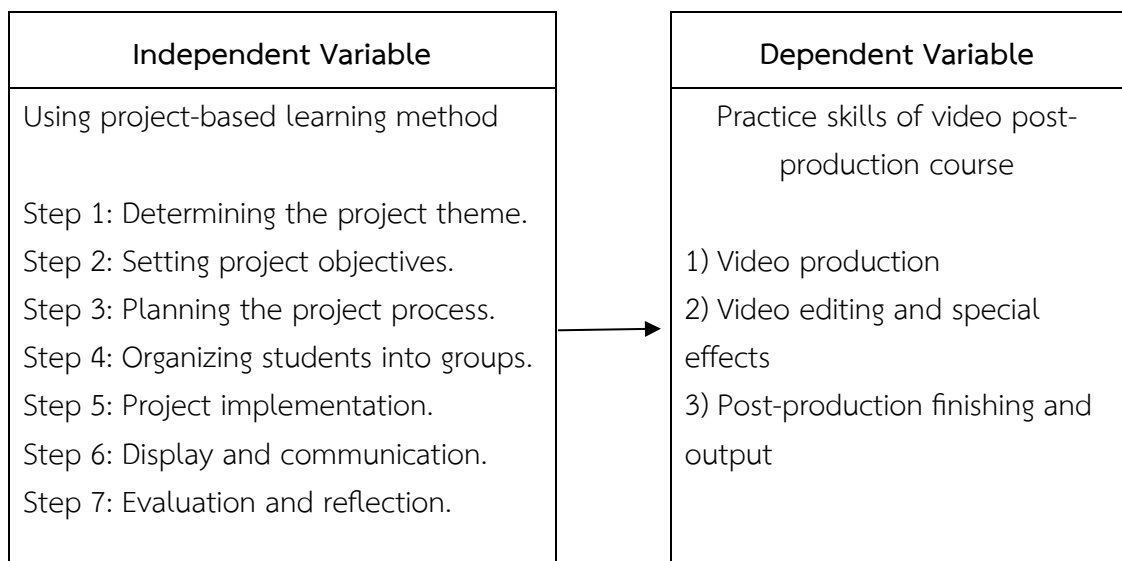 Independent Variable
Using project-based learning method
Step 1: Determining the project theme.
Step 2: Setting project objectives.
Step 3: Planning the project process.
Step 4: Organizing students into groups.
Step 5: Project implementation.
Step 6: Display and communication.
Step 7: Evaluation and reflection.
Dependent Variable
Practice skills of video post-
production course
1) Video production
2) Video editing and special
effects
3) Post-production finishing and
output